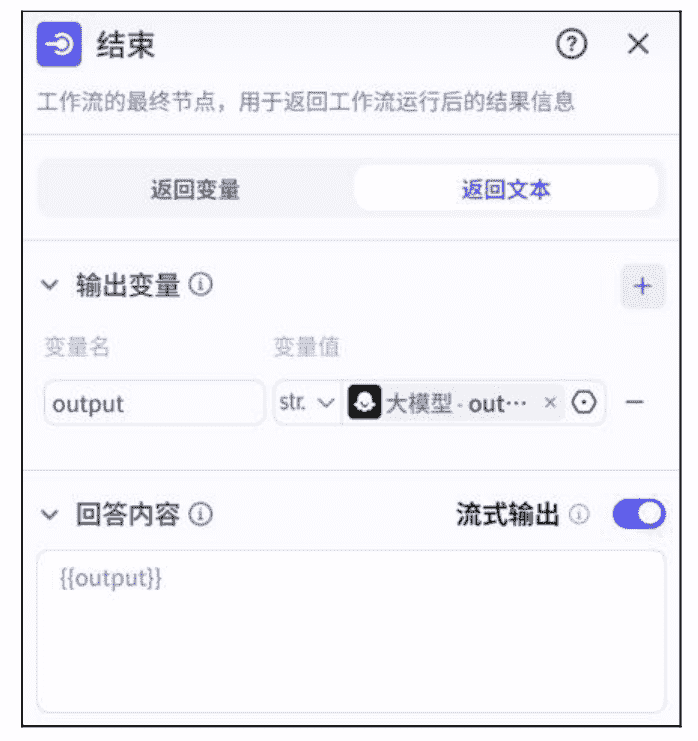 结束
工作流的最终节点，用于返回工作流运行后的结果信息
返回变量 返回文本
输出变量
变量名 变量值
output str. 大模型 - out...
回答内容 流式输出
{{output}}